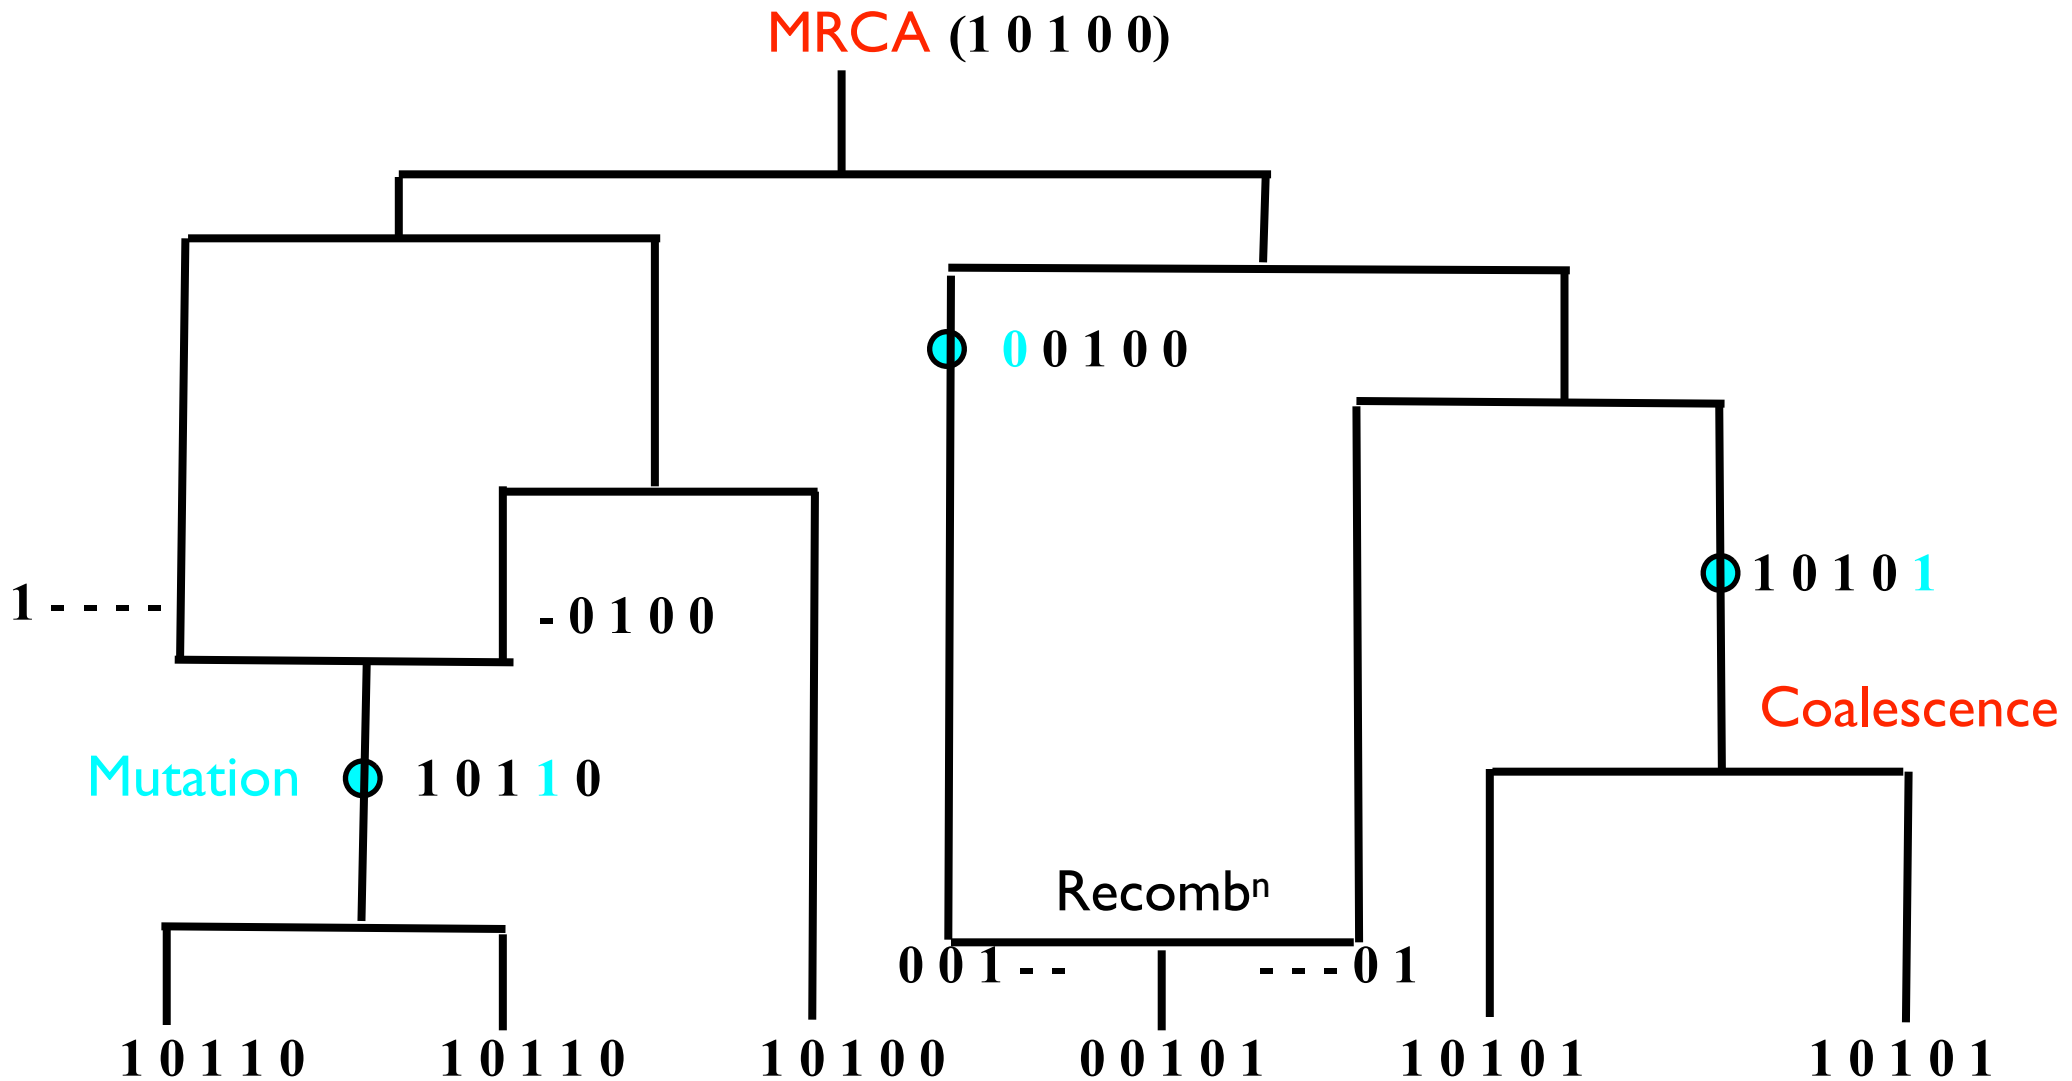 MRCA (1 0 1 0 0)
0 0 1 0 0
1 0 1 0 1
1 - - - -
- 0 1 0 0
Coalescence
Mutation
1 0 1 1 0
Recombⁿ
0 0 1 - -
- - - 0 1
1 0 1 1 0
1 0 1 1 0
1 0 1 0 0
0 0 1 0 1
1 0 1 0 1
1 0 1 0 1